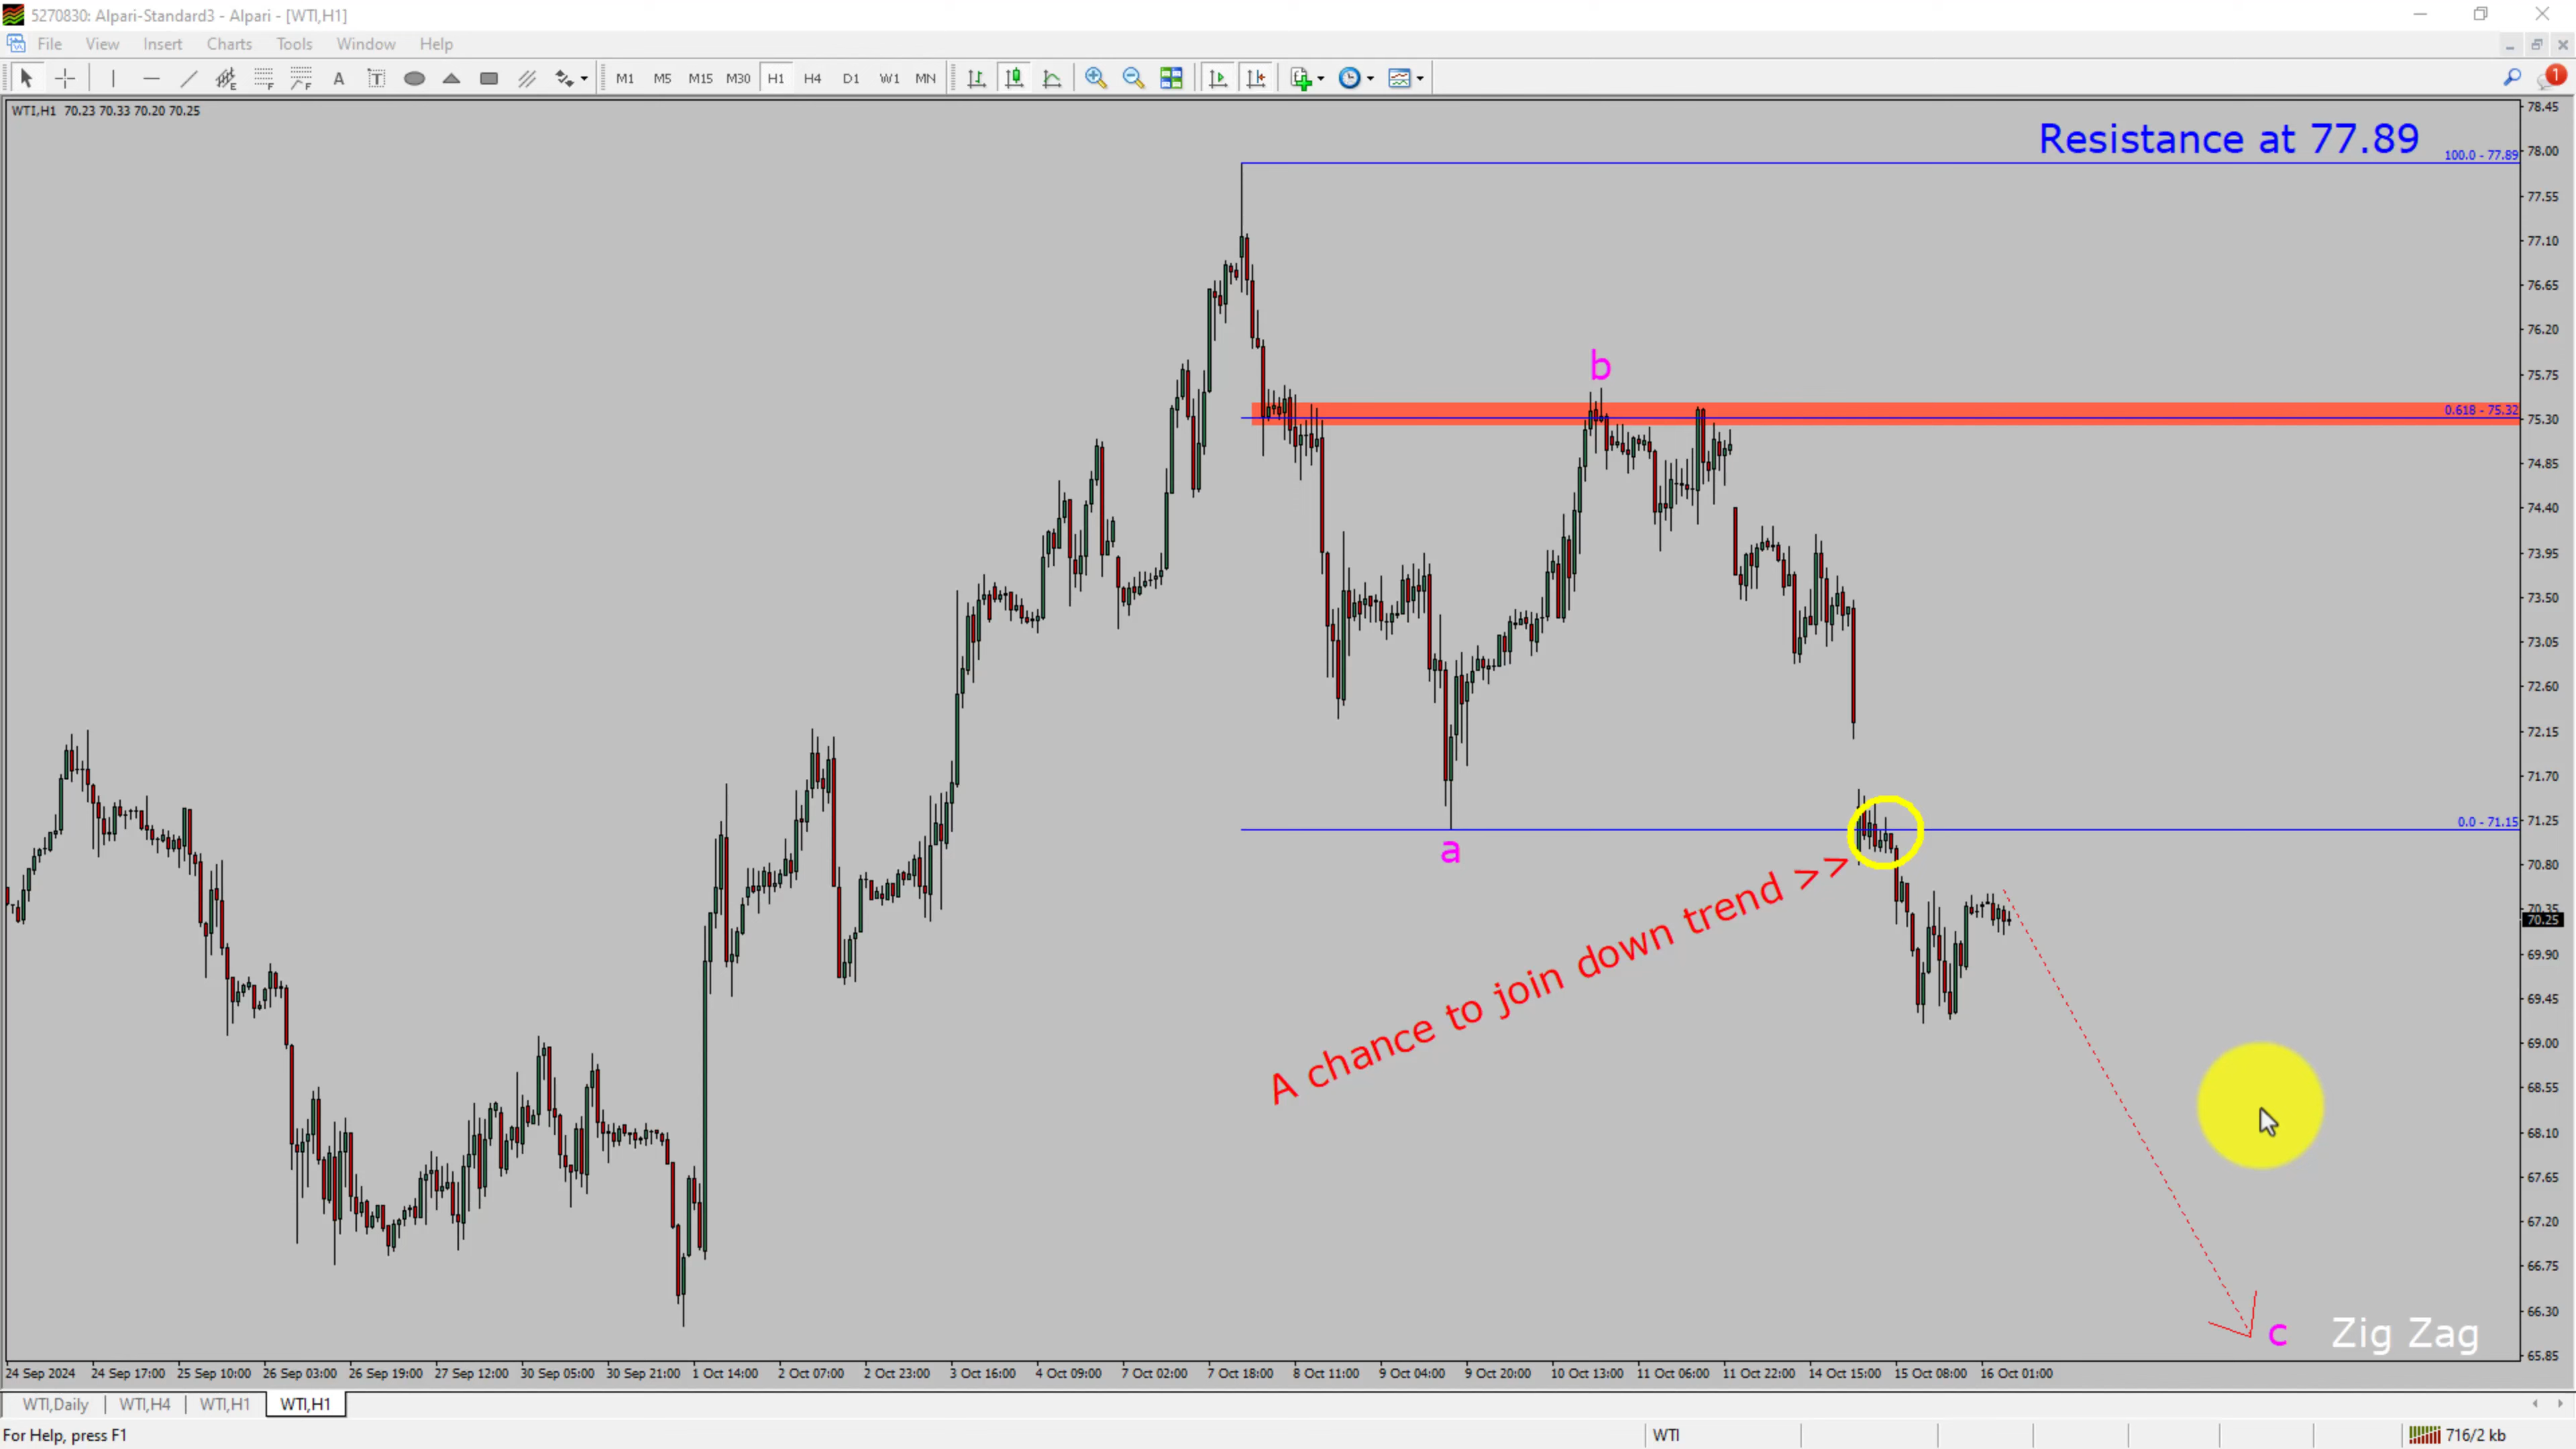 5270830: Alpari-Standard3 - Alpari - [WTI,H1]
File View Insert Charts Tools Window Help
A T M1 M5 M15 M30 H1 H4 D1 W1 MN 1
WTI,H1 70.23 70.33 70.20 70.25
Resistance at 77.89
100.0 - 77.89
b
0.618 - 75.32
0.0 - 71.15
a
A chance to join down trend >>
c Zig Zag
78.45
78.00
77.55
77.10
76.65
76.20
75.75
75.30
74.85
74.40
73.95
73.50
73.05
72.60
72.15
71.70
71.25
70.80
70.35
70.25
69.90
69.45
69.00
68.55
68.10
67.65
67.20
66.75
66.30
65.85
24 Sep 2024 24 Sep 17:00 25 Sep 10:00 26 Sep 03:00 26 Sep 19:00 27 Sep 12:00 30 Sep 05:00 30 Sep 21:00 1 Oct 14:00 2 Oct 07:00 2 Oct 23:00 3 Oct 16:00 4 Oct 09:00 7 Oct 02:00 7 Oct 18:00 8 Oct 11:00 9 Oct 04:00 9 Oct 20:00 10 Oct 13:00 11 Oct 06:00 11 Oct 22:00 14 Oct 15:00 15 Oct 08:00 16 Oct 01:00
WTI,Daily WTI,H4 WTI,H1 WTI,H1
For Help, press F1 WTI 716/2 kb